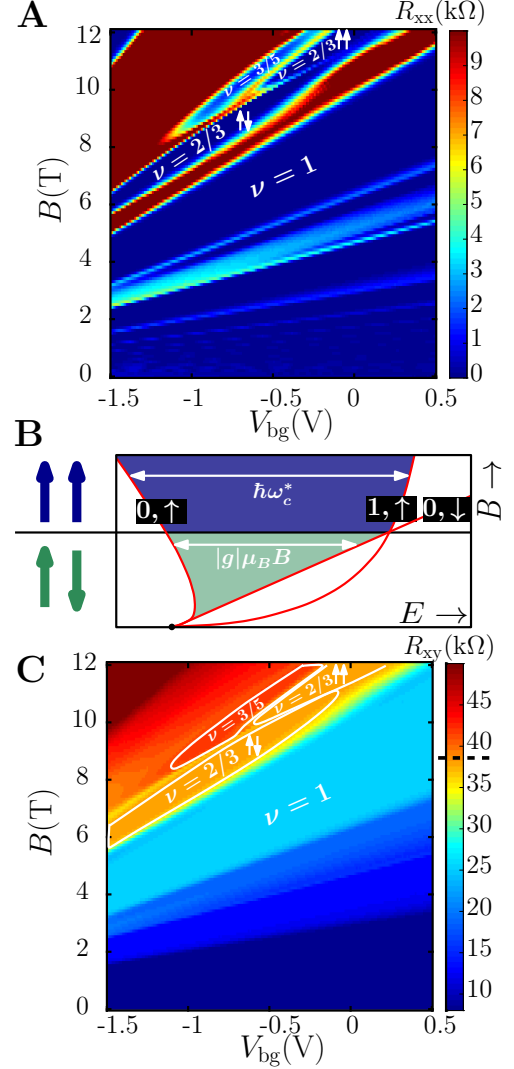 A
R_xx(kΩ)
12
10
8
6
4
2
0
B(T)
ν = 3/5
ν = 2/3
ν = 2/3
ν = 1
-1.5
-1
-0.5
0
0.5
V_bg(V)
9
8
7
6
5
4
3
2
1
0
B
ħω*_c
0,↑
1,↑
0,↓
|g|μ_B B
E →
B →
C
R_xy(kΩ)
12
10
8
6
4
2
0
B(T)
ν = 3/5
ν = 2/3
ν = 2/3
ν = 1
-1.5
-1
-0.5
0
0.5
V_bg(V)
45
40
35
30
25
20
15
10